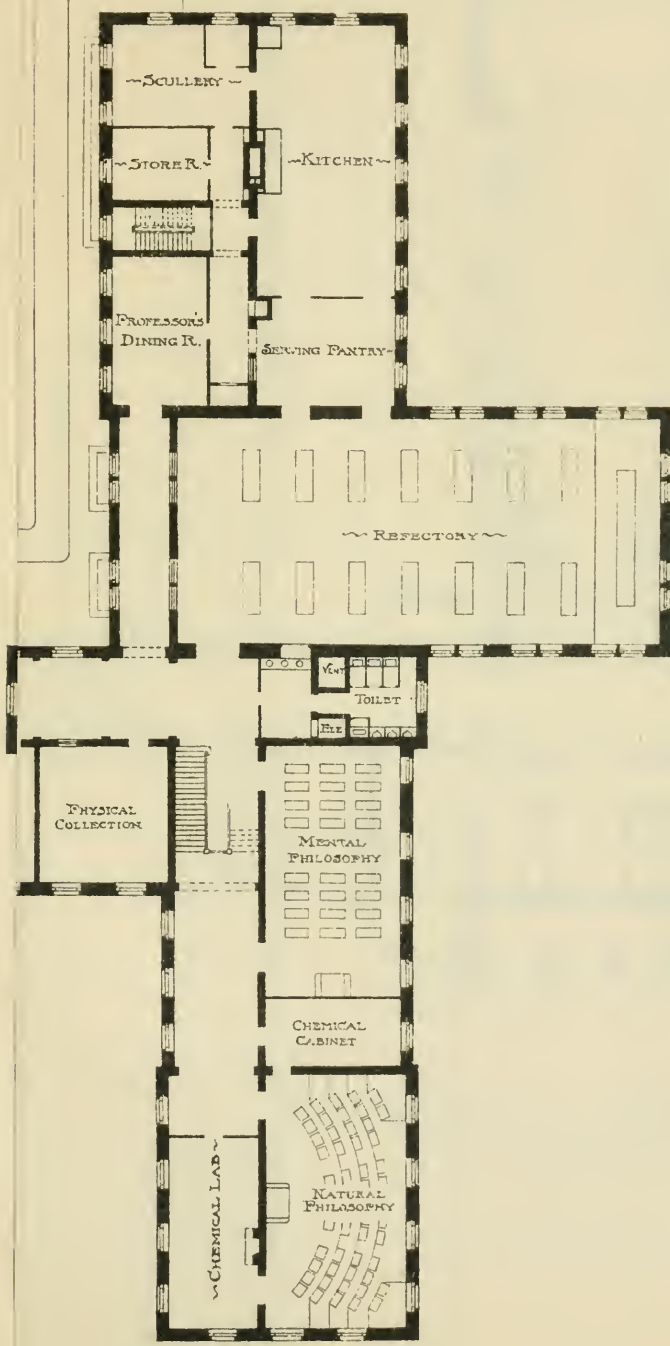 ~SCULLERY~
~STORE R.~
~KITCHEN~
PROFESSOR'S
DINING R.
SERVING PANTRY~
~REFECTORY~
VENT
TOILET
ELE
PHYSICAL
COLLECTION
MENTAL
PHILOSOPHY
CHEMICAL
CABINET
~CHEMICAL LAB~
NATURAL
PHILOSOPHY